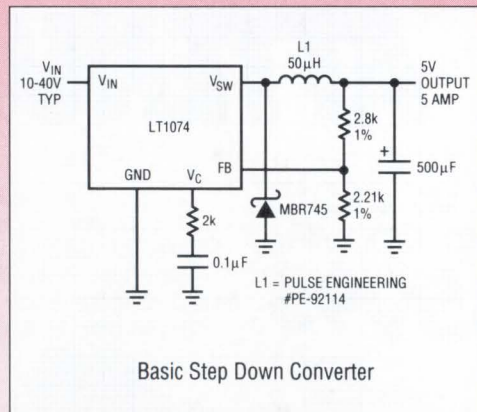 L1
50μH
V_IN
10-40V
TYP
V_IN
V_SW
5V
OUTPUT
5 AMP
LT1074
2.8k
1%
FB
+
500μF
GND
V_C
2k
MBR745
2.21k
1%
0.1μF
L1 = PULSE ENGINEERING
#PE-92114
Basic Step Down Converter